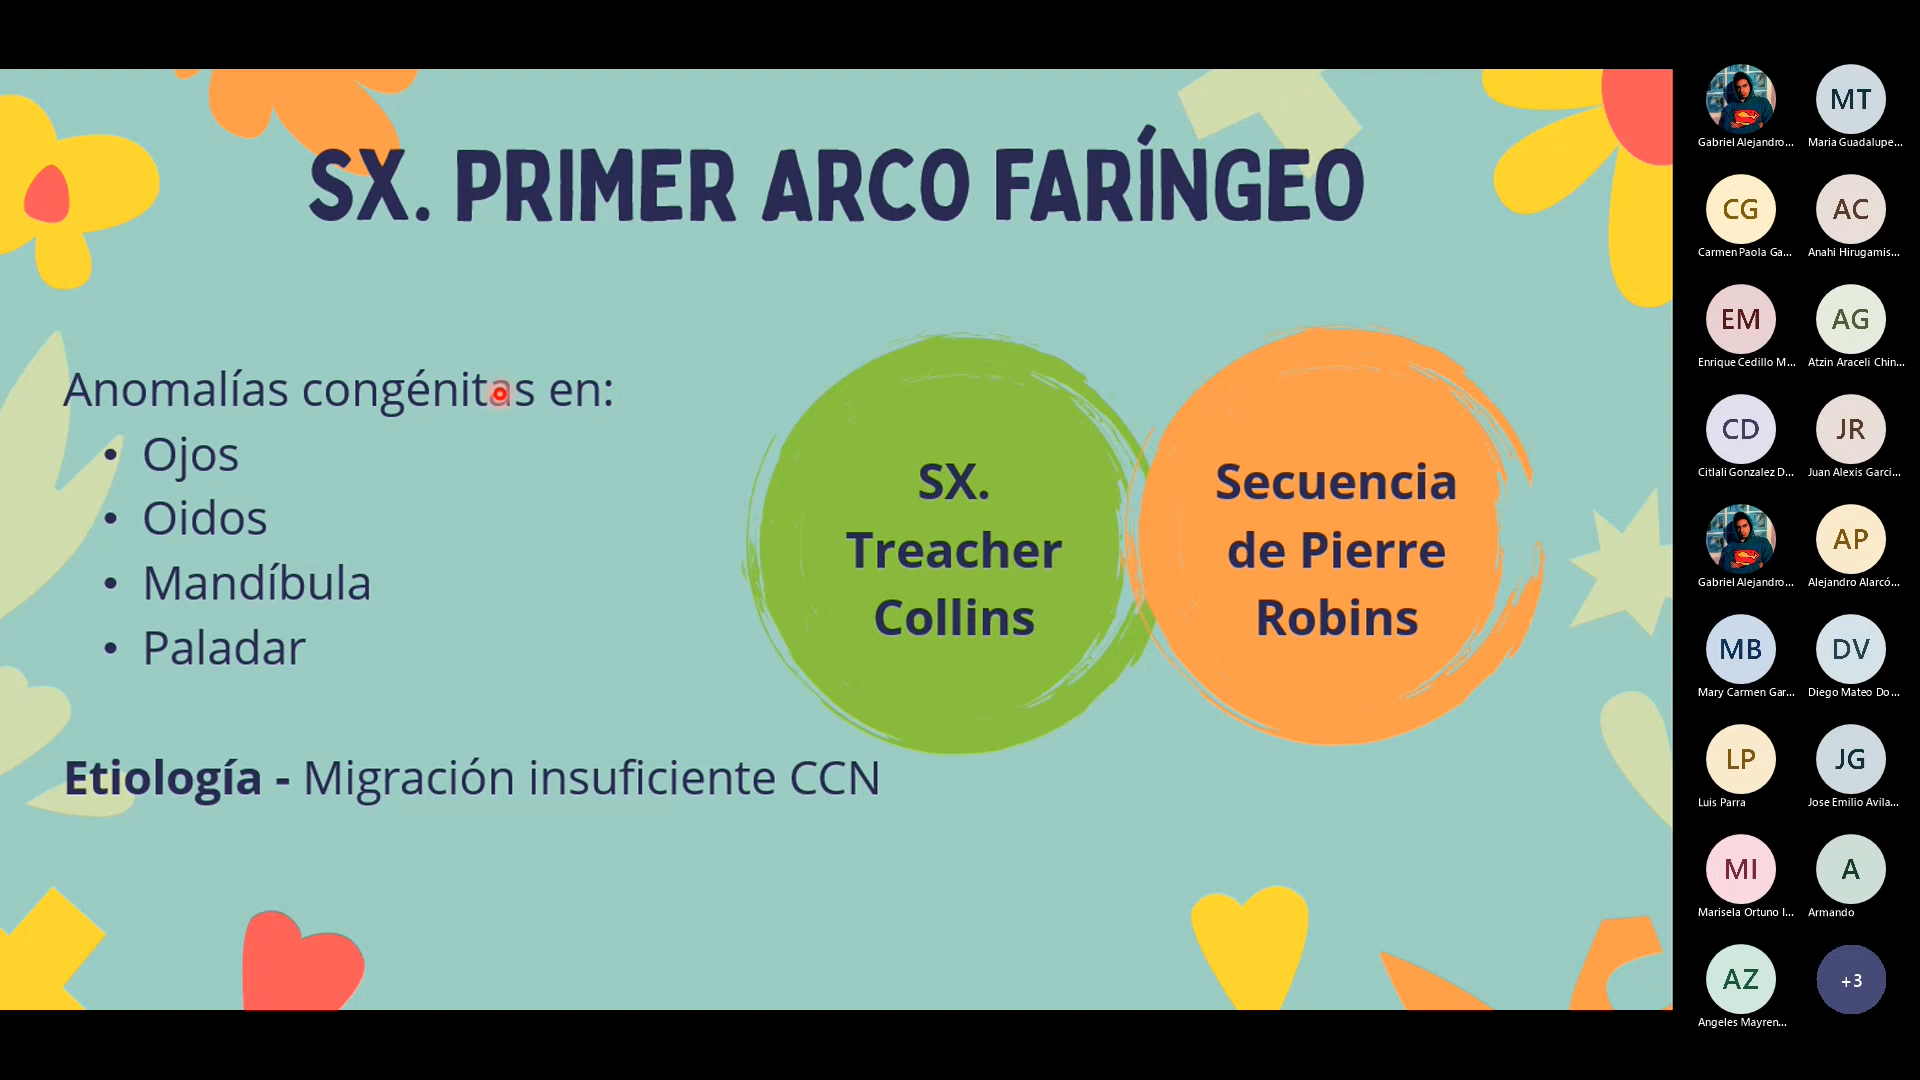 SX. PRIMER ARCO FARÍNGEO
Anomalías congénitas en:
• Ojos
• Oidos
• Mandíbula
• Paladar
Etiología - Migración insuficiente CCN
SX.
Treacher
Collins
Secuencia
de Pierre
Robins
Gabriel Alejandro...
MT
Maria Guadalupe...
CG
Carmen Paola Ga...
AC
Anahi Hirugamis...
EM
Enrique Cedillo M...
AG
Atzin Araceli Chin...
CD
Citlali Gonzalez D...
JR
Juan Alexis Garci...
Gabriel Alejandro...
AP
Alejandro Alarcó...
MB
Mary Carmen Gar...
DV
Diego Mateo Do...
LP
Luis Parra
JG
Jose Emilio Avila...
MI
Marisela Ortuno I...
A
Armando
AZ
Angeles Mayren...
+3